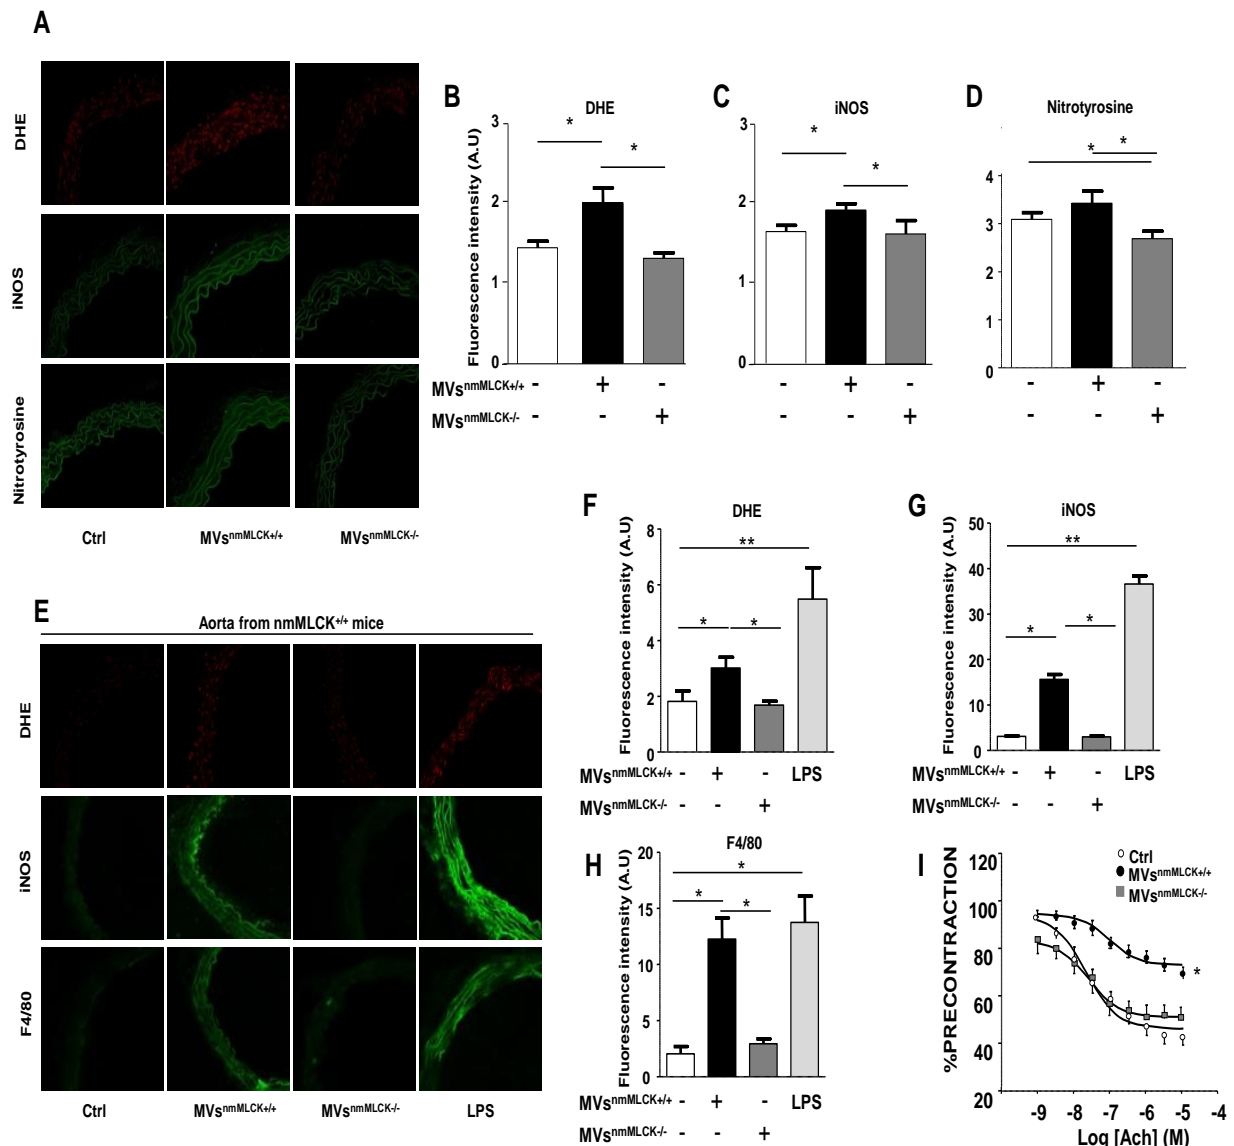 A
DHE
iNOS
Nitrotyrosine
Ctrl MVsnmMLCK+/+ MVsnmMLCK-/-
B
DHE
Fluorescence intensity (A.U)
3
2
1
0
* *
MVsnmMLCK+/+ - + -
MVsnmMLCK-/- - - +
C
iNOS
3
2
1
0
* *
- + -
- - +
D
Nitrotyrosine
4
3
2
1
0
* *
- + -
- - +
E
Aorta from nmMLCK+/+ mice
DHE
iNOS
F4/80
Ctrl MVsnmMLCK+/+ MVsnmMLCK-/- LPS
F
DHE
Fluorescence intensity (A.U)
8
6
4
2
0
**
* *
MVsnmMLCK+/+ - + - LPS
MVsnmMLCK-/- - - +
G
iNOS
Fluorescence intensity (A.U)
50
40
30
20
10
0
**
* *
MVsnmMLCK+/+ - + - LPS
MVsnmMLCK-/- - - +
H
F4/80
Fluorescence intensity (A.U)
20
15
10
5
0
*
* *
MVsnmMLCK+/+ - + - LPS
MVsnmMLCK-/- - - +
I
%PRECONTRACTION
120
100
80
60
40
20
Ctrl
MVsnmMLCK+/+
MVsnmMLCK-/-
*
-9 -8 -7 -6 -5 -4
Log [Ach] (M)